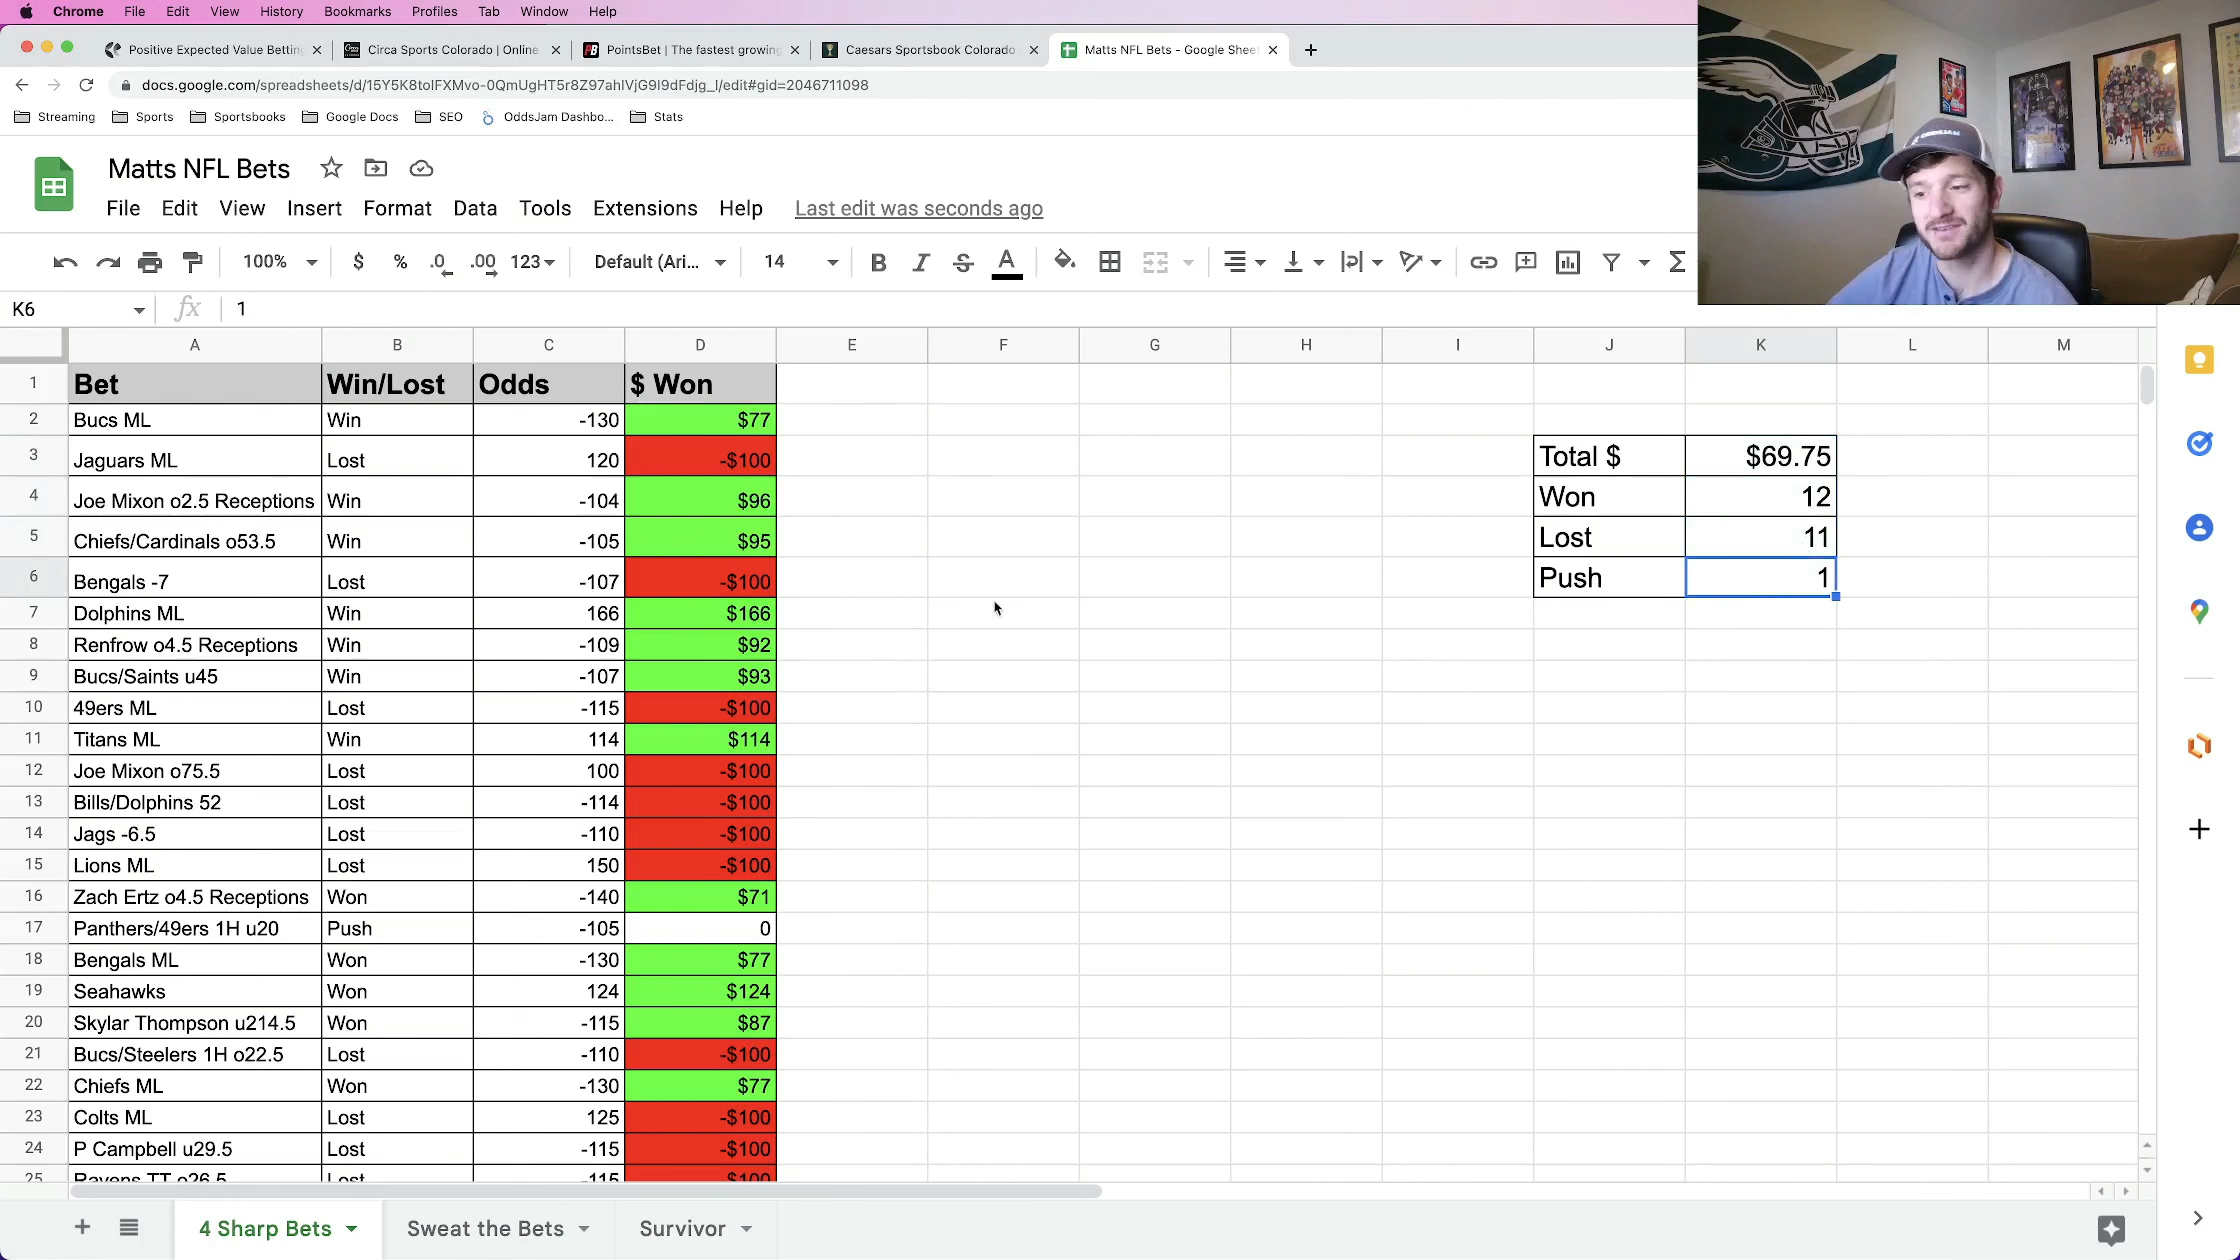 Chrome File Edit View History Bookmarks Profiles Tab Window Help
Positive Expected Value Betting Circa Sports Colorado | Online PointsBet | The fastest growing Caesars Sportsbook Colorado Matts NFL Bets - Google Sheet
Streaming Sports Sportsbooks Google Docs SEO OddsJam Dashbo... Stats
Matts NFL Bets
File Edit View Insert Format Data Tools Extensions Help Last edit was seconds ago
100% $ % .0 .00 123 Default (Ari... 14 B I S A
K6 fx 1
A B C D E F G H I J K L M
1 Bet Win/Lost Odds $ Won
2 Bucs ML Win -130 $77
3 Jaguars ML Lost 120 -$100 Total $ $69.75
4 Joe Mixon o2.5 Receptions Win -104 $96 Won 12
5 Chiefs/Cardinals o53.5 Win -105 $95 Lost 11
6 Bengals -7 Lost -107 -$100 Push 1
7 Dolphins ML Win 166 $166
8 Renfrow o4.5 Receptions Win -109 $92
9 Bucs/Saints u45 Win -107 $93
10 49ers ML Lost -115 -$100
11 Titans ML Win 114 $114
12 Joe Mixon o75.5 Lost 100 -$100
13 Bills/Dolphins 52 Lost -114 -$100
14 Jags -6.5 Lost -110 -$100
15 Lions ML Lost 150 -$100
16 Zach Ertz o4.5 Receptions Won -140 $71
17 Panthers/49ers 1H u20 Push -105 0
18 Bengals ML Won -130 $77
19 Seahawks Won 124 $124
20 Skylar Thompson u214.5 Won -115 $87
21 Bucs/Steelers 1H o22.5 Lost -110 -$100
22 Chiefs ML Won -130 $77
23 Colts ML Lost 125 -$100
24 P Campbell u29.5 Lost -115 -$100
25 Ravens TT o26.5 Lost -115 -$100
4 Sharp Bets Sweat the Bets Survivor